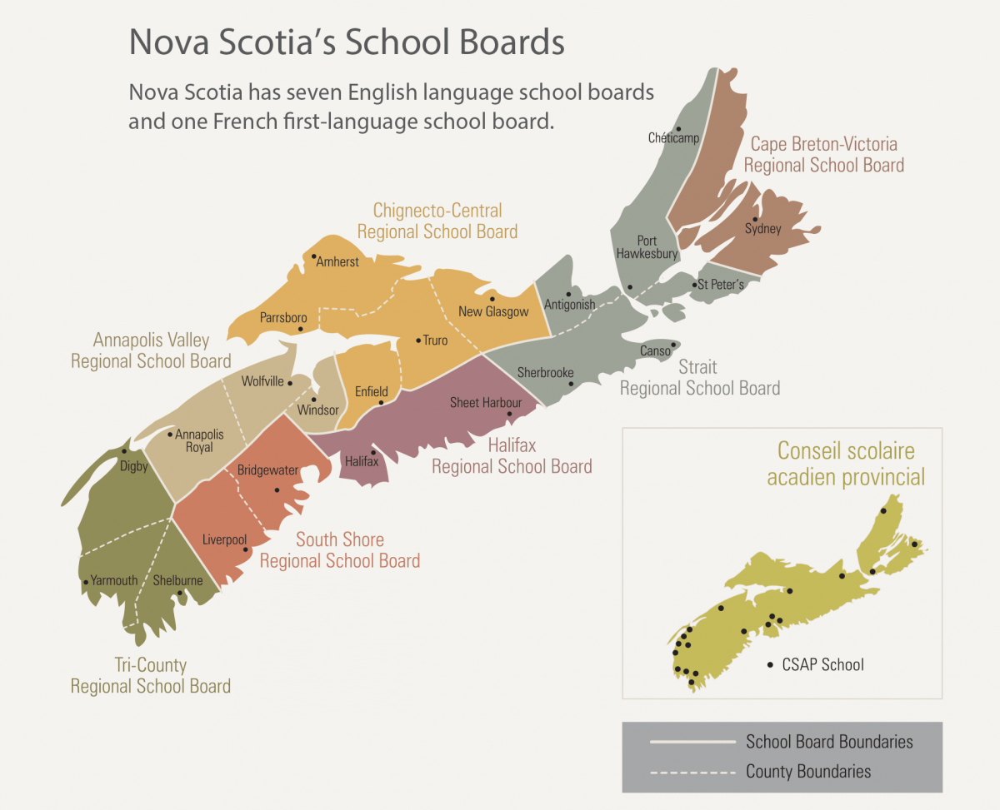 Nova Scotia's School Boards
Nova Scotia has seven English language school boards
and one French first-language school board.
Chéticamp
Cape Breton-Victoria
Regional School Board
Chignecto-Central
Regional School Board
Sydney
Port
Hawkesbury
Amherst
St Peter's
Antigonish
New Glasgow
Parrsboro
Truro
Annapolis Valley
Regional School Board
Canso
Strait
Regional School Board
Sherbrooke
Wolfville
Enfield
Windsor
Sheet Harbour
Annapolis
Royal
Halifax
Regional School Board
Halifax
Digby
Bridgewater
Conseil scolaire
acadien provincial
Liverpool
South Shore
Regional School Board
Yarmouth
Shelburne
Tri-County
Regional School Board
CSAP School
School Board Boundaries
County Boundaries